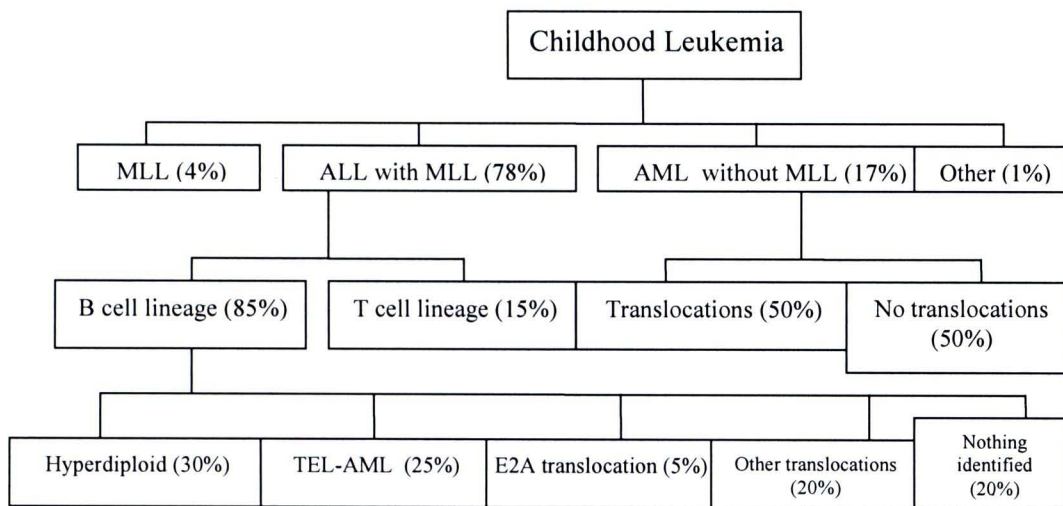 Childhood Leukemia
MLL (4%)
ALL with MLL (78%)
AML without MLL (17%)
Other (1%)
B cell lineage (85%)
T cell lineage (15%)
Translocations (50%)
No translocations
(50%)
Hyperdiploid (30%)
TEL-AML (25%)
E2A translocation (5%)
Other translocations
(20%)
Nothing
identified
(20%)